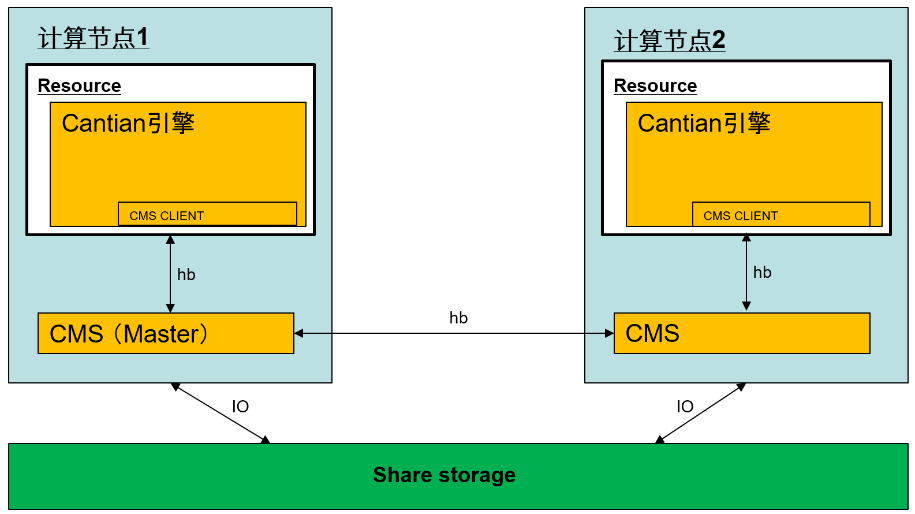 计算节点1
Resource
Cantian引擎
CMS CLIENT
hb
CMS（Master）
计算节点2
Resource
Cantian引擎
CMS CLIENT
hb
CMS
hb
IO
IO
Share storage